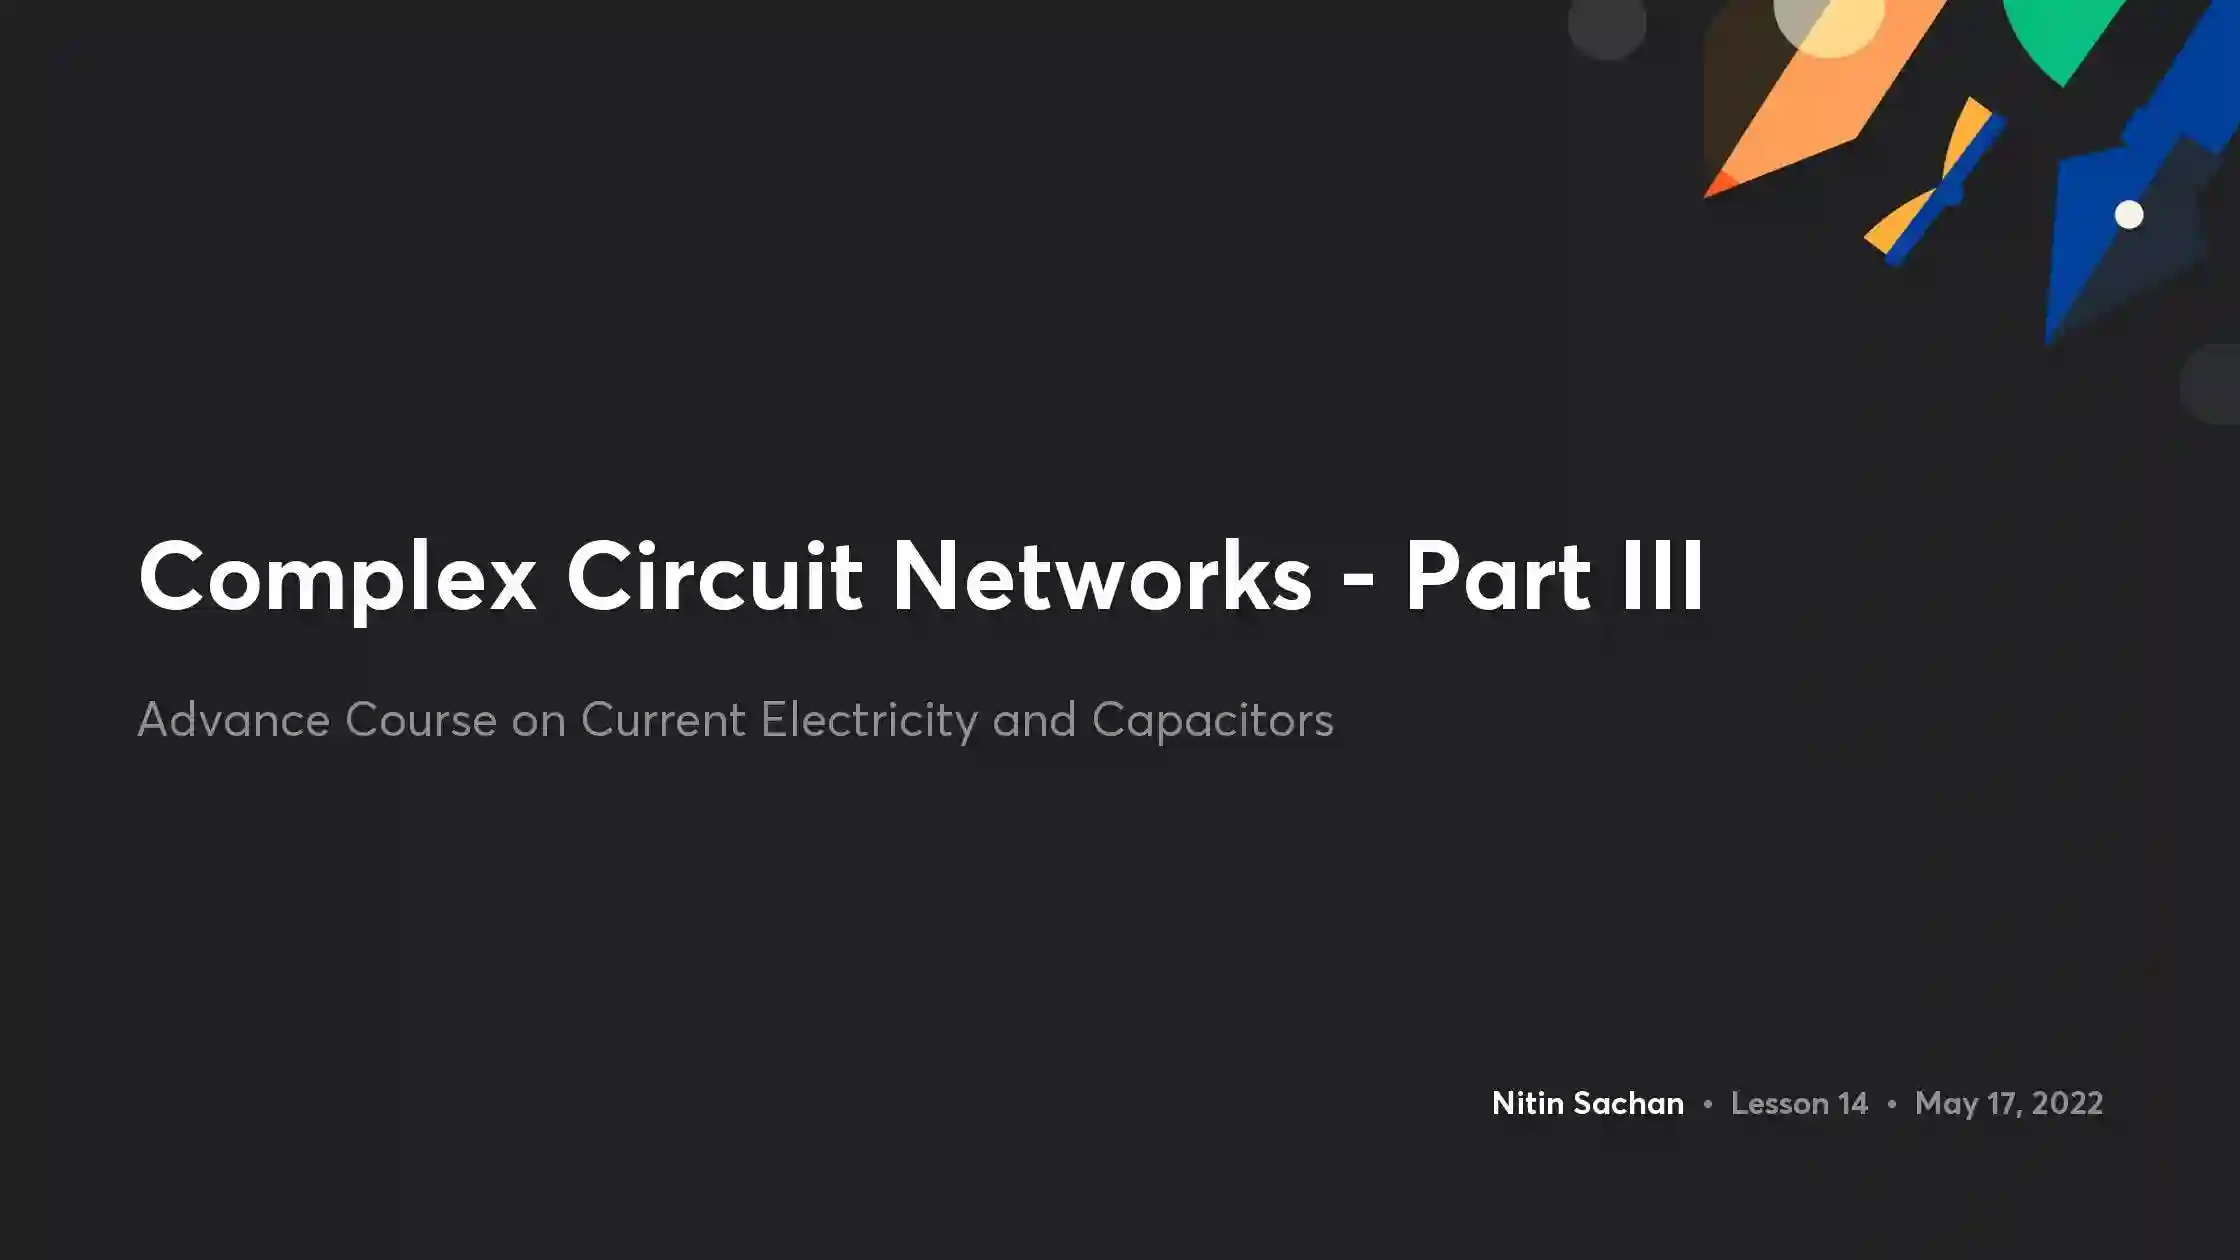 Complex Circuit Networks - Part III
Advance Course on Current Electricity and Capacitors
Nitin Sachan • Lesson 14 • May 17, 2022